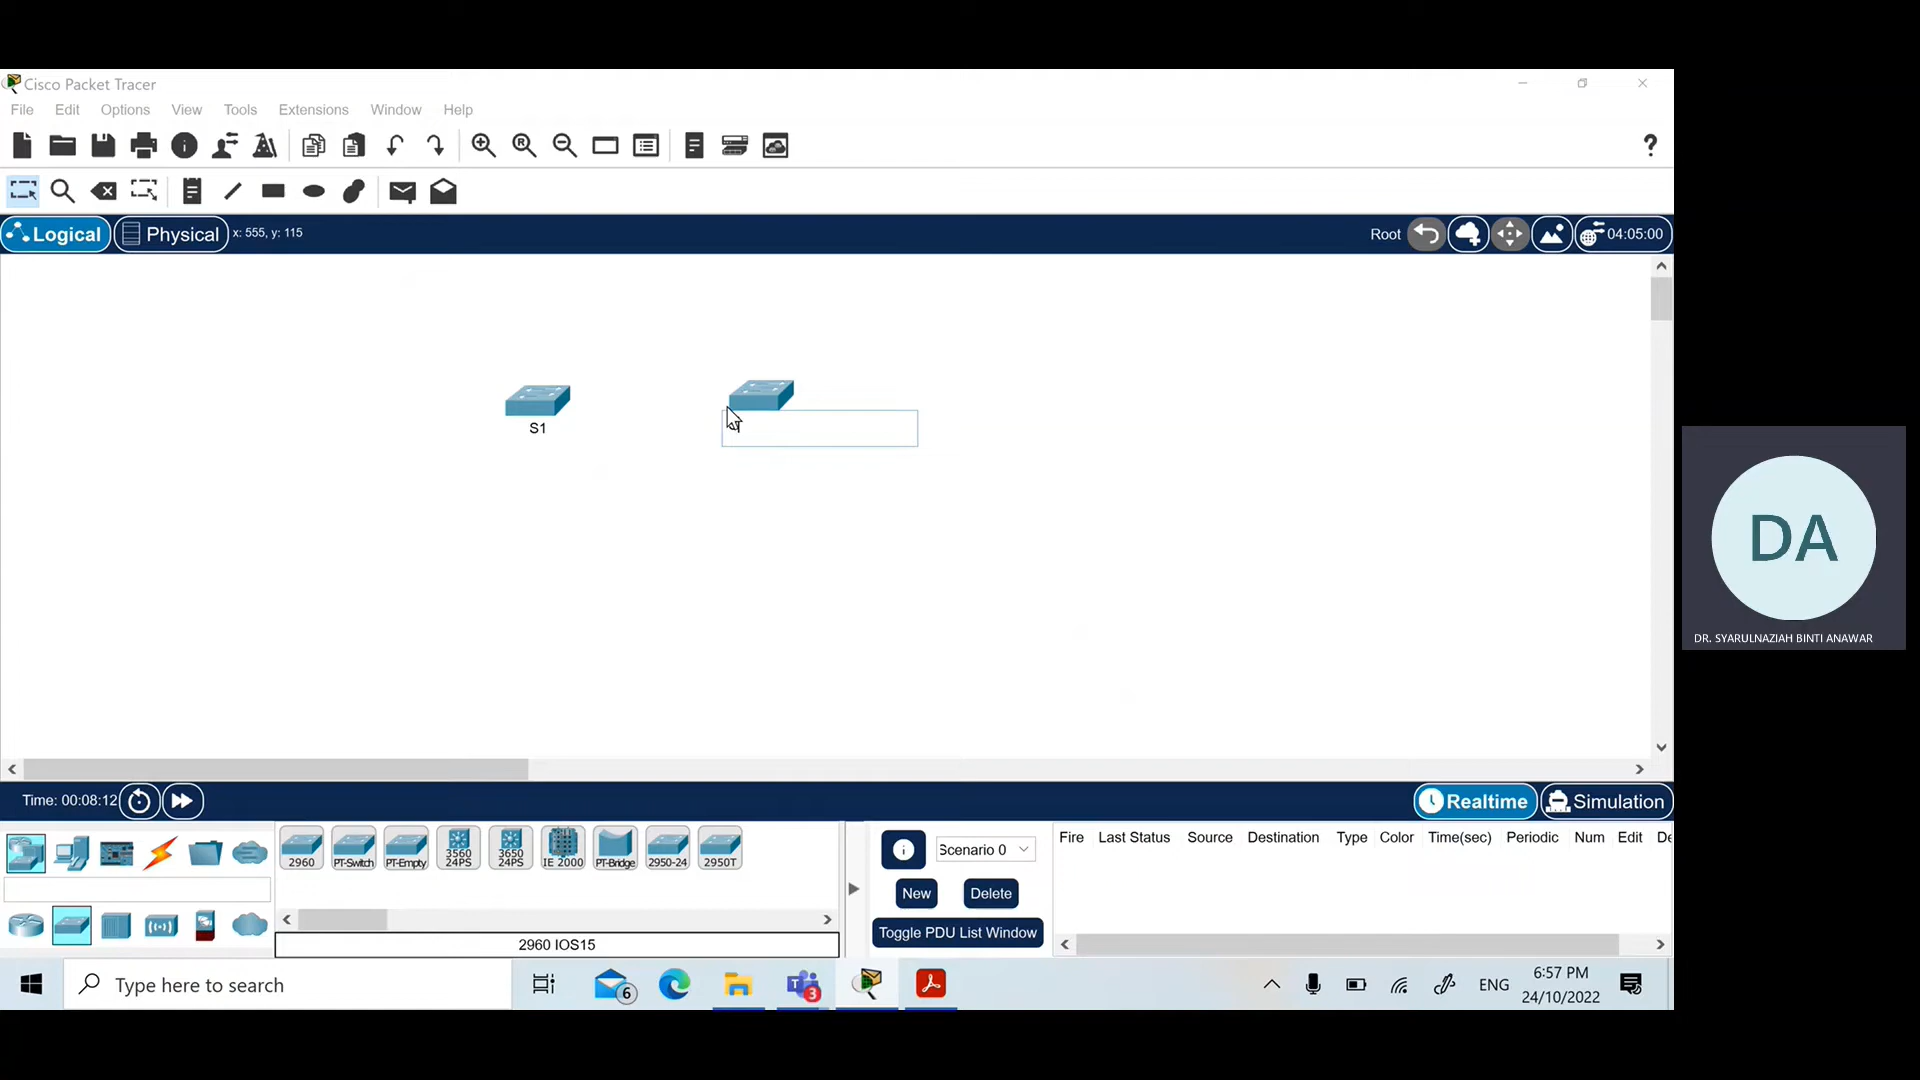 Cisco Packet Tracer
File Edit Options View Tools Extensions Window Help
Logical Physical x: 555, y: 115
Root 04:05:00
S1
Time: 00:08:12
Realtime Simulation
2960 PT-Switch PT-Empty 3560 24PS 3650 24PS IE 2000 PT-Bridge 2950-24 2950T
2960 IOS15
Scenario 0
New Delete
Toggle PDU List Window
Fire Last Status Source Destination Type Color Time(sec) Periodic Num Edit De
Type here to search
6
3
ENG
6:57 PM
24/10/2022
DA
DR. SYARULNAZIAH BINTI ANAWAR